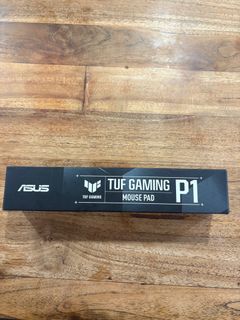 ASUS
TUF GAMING
TUF GAMING
MOUSE PAD
P1